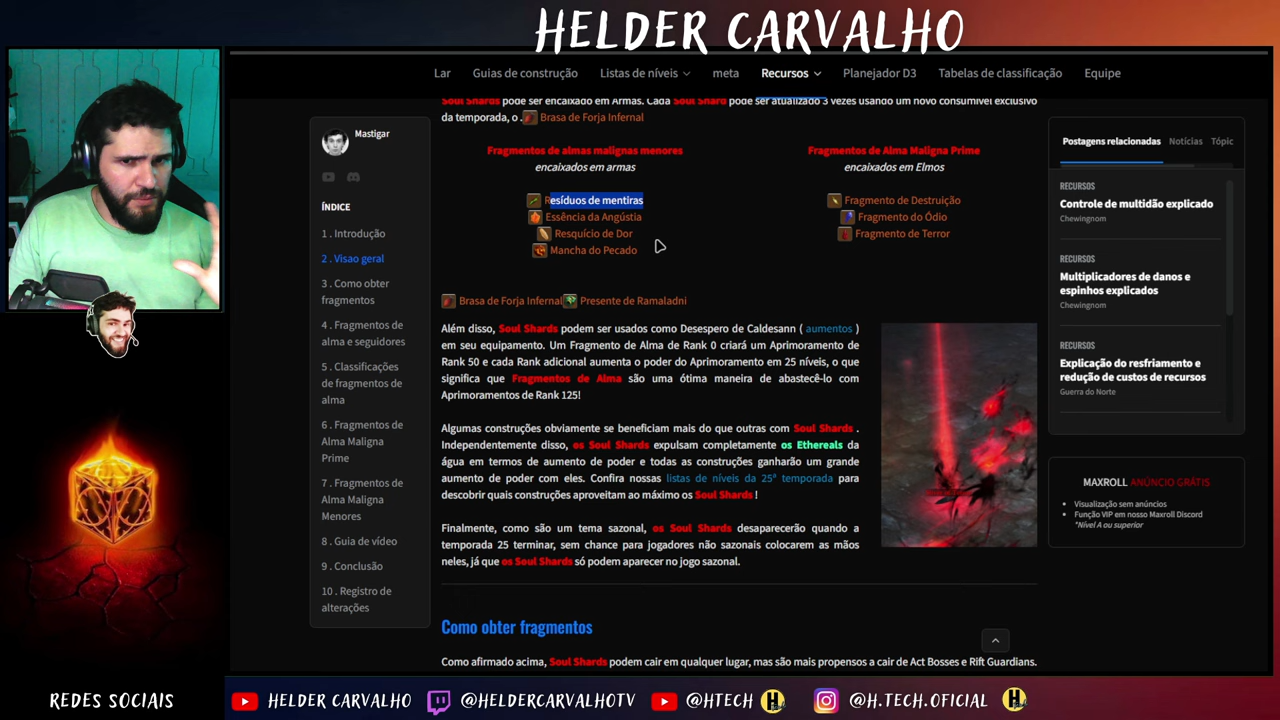 HELDER CARVALHO
Lar Guias de construção Listas de níveis meta Recursos Planejador D3 Tabelas de classificação Equipe
Mastigar
ÍNDICE
1 . Introdução
2 . Visao geral
3 . Como obter
fragmentos
4 . Fragmentos de
alma e seguidores
5 . Classificações
de fragmentos de
alma
6 . Fragmentos de
Alma Maligna
Prime
7 . Fragmentos de
Alma Maligna
Menores
8 . Guia de vídeo
9 . Conclusão
10 . Registro de
alterações
Soul Shards pode ser encaixado em Armas. Cada Soul Shard pode ser atualizado 3 vezes usando um novo consumível exclusivo
da temporada, o . Brasa de Forja Infernal
Fragmentos de almas malignas menores
encaixados em armas
Resíduos de mentiras
Essência da Angústia
Resquício de Dor
Mancha do Pecado
Fragmentos de Alma Maligna Prime
encaixados em Elmos
Fragmento de Destruição
Fragmento do Ódio
Fragmento de Terror
Brasa de Forja Infernal Presente de Ramaladni
Além disso, Soul Shards podem ser usados como Desespero de Caldesann ( aumentos )
em seu equipamento. Um Fragmento de Alma de Rank 0 criará um Aprimoramento de
Rank 50 e cada Rank adicional aumenta o poder do Aprimoramento em 25 níveis, o que
significa que Fragmentos de Alma são uma ótima maneira de abastecê-lo com
Aprimoramentos de Rank 125!
Algumas construções obviamente se beneficiam mais do que outras com Soul Shards .
Independentemente disso, os Soul Shards expulsam completamente os Ethereals da
água em termos de aumento de poder e todas as construções ganharão um grande
aumento de poder com eles. Confira nossas listas de níveis da 25ª temporada para
descobrir quais construções aproveitam ao máximo os Soul Shards !
Finalmente, como são um tema sazonal, os Soul Shards desaparecerão quando a
temporada 25 terminar, sem chance para jogadores não sazonais colocarem as mãos
neles, já que os Soul Shards só podem aparecer no jogo sazonal.
Como obter fragmentos
Como afirmado acima, Soul Shards podem cair em qualquer lugar, mas são mais propensos a cair de Act Bosses e Rift Guardians.
Postagens relacionadas Notícias Tópic
RECURSOS
Controle de multidão explicado
Chewingnom
RECURSOS
Multiplicadores de danos e
espinhos explicados
Chewingnom
RECURSOS
Explicação do resfriamento e
redução de custos de recursos
Guerra do Norte
MAXROLL ANÚNCIO GRÁTIS
Visualização sem anúncios
Função VIP em nosso Maxroll Discord
*Nível A ou superior
REDES SOCIAIS HELDER CARVALHO @HELDERCARVALHOTV @HTECH @H.TECH.OFICIAL